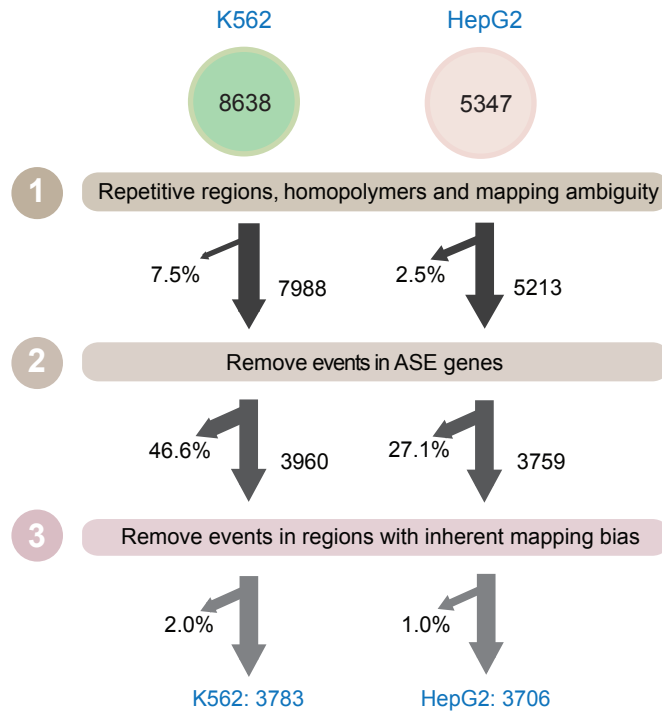 K562 HepG2
8638 5347
1 Repetitive regions, homopolymers and mapping ambiguity
7.5% 7988 2.5% 5213
2 Remove events in ASE genes
46.6% 3960 27.1% 3759
3 Remove events in regions with inherent mapping bias
2.0% 1.0%
K562: 3783 HepG2: 3706